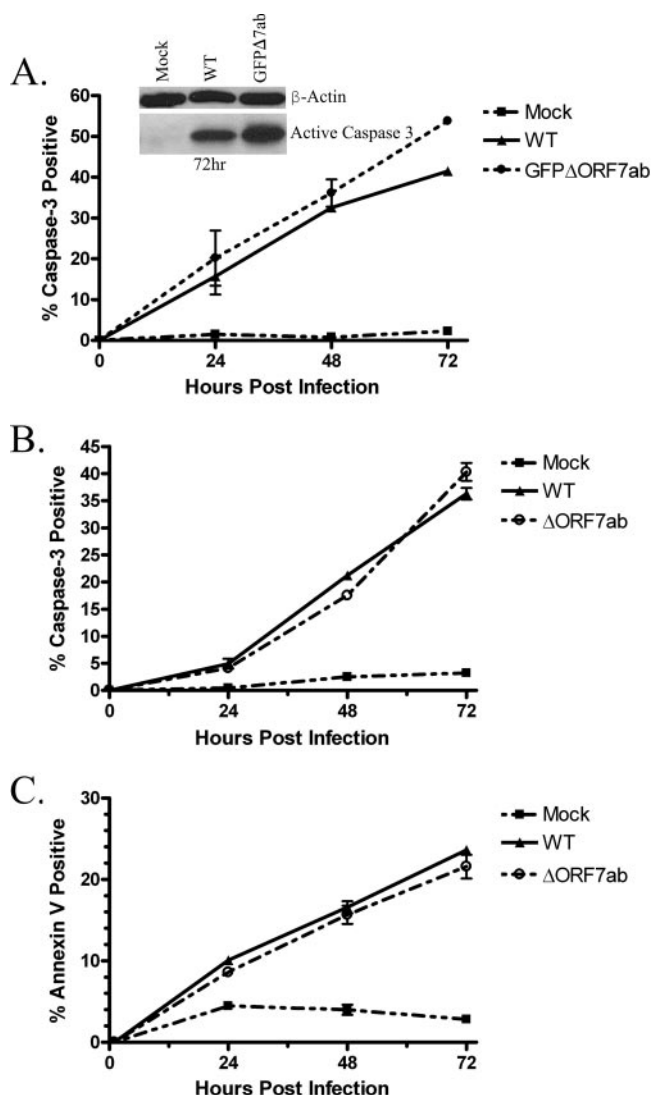 A.
Mock
WT
GFPΔ7ab
β-Actin
Active Caspase 3
72hr
Mock
WT
GFPΔORF7ab
% Caspase-3 Positive
60
50
40
30
20
10
0
0 24 48 72
Hours Post Infection
B.
Mock
WT
ΔORF7ab
% Caspase-3 Positive
45
40
35
30
25
20
15
10
5
0
0 24 48 72
Hours Post Infection
C.
Mock
WT
ΔORF7ab
% Annexin V Positive
30
20
10
0
0 24 48 72
Hours Post Infection